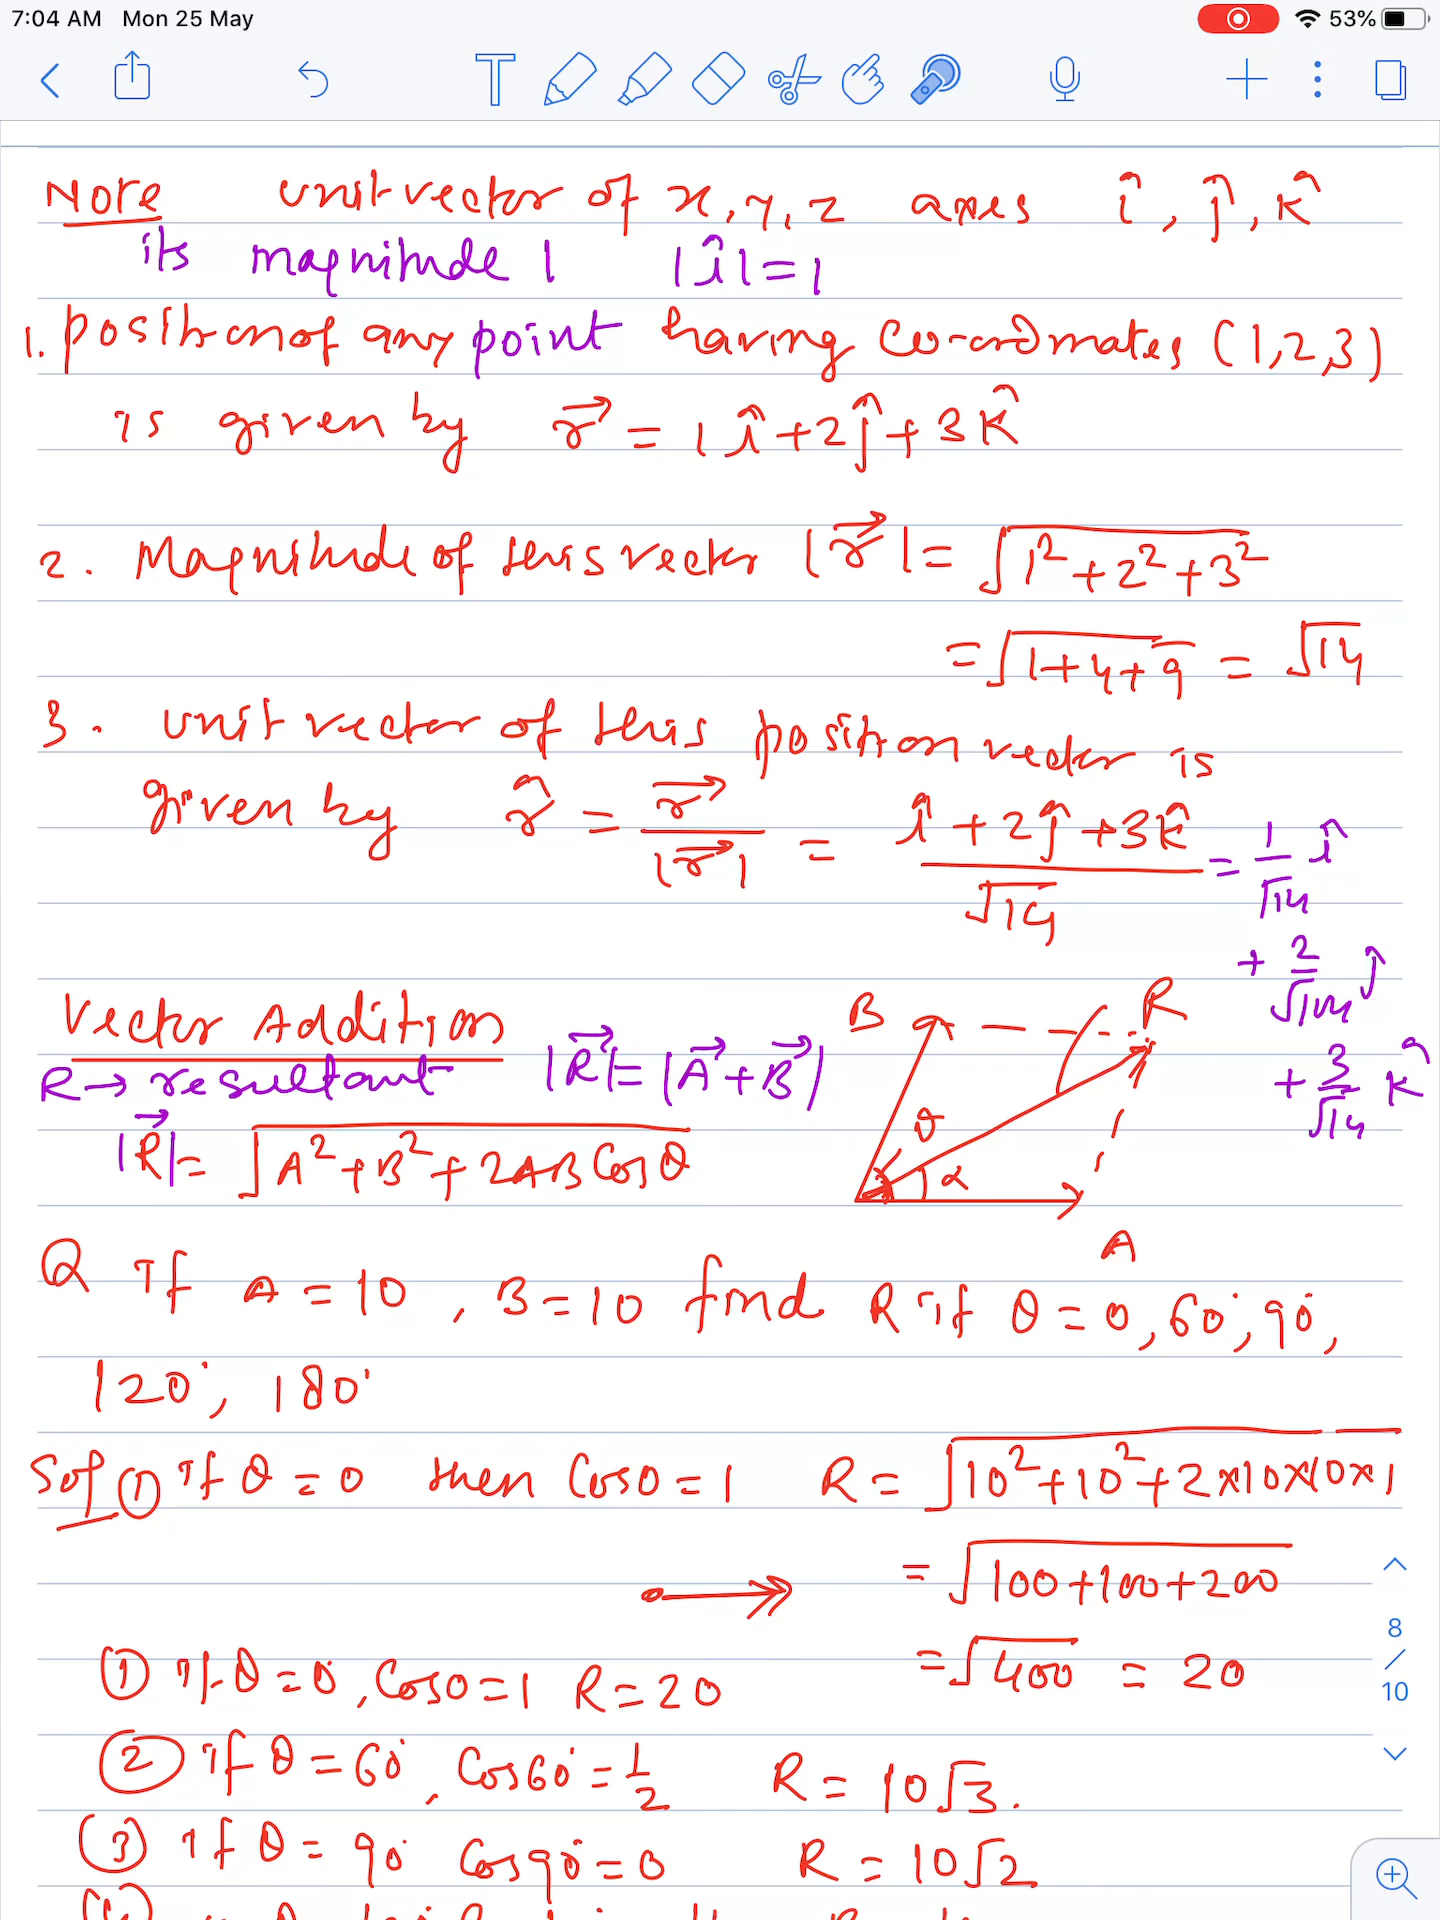 7:04 AM Mon 25 May 53%
T
Note unit vector of x, y, z axes î, ĵ, k̂
its magnitude 1 |î| = 1
1. position of any point having co-ordinates (1,2,3)
is given by r⃗ = 1î + 2ĵ + 3k̂
2. Magnitude of this vector |r⃗| = √(1² + 2² + 3²)
= √(1+4+9) = √14
3. unit vector of this position vector is
given by r̂ = r⃗/|r⃗| = (î + 2ĵ + 3k̂)/√14 = 1/√14 î
+ 2/√14 ĵ
+ 3/√14 k̂
Vector Addition
R → resultant |R⃗| = |A⃗ + B⃗|
|R⃗| = √(A² + B² + 2AB Cos θ)
B R
θ α
A
Q if A = 10, B = 10 find R if θ = 0, 60°, 90°,
120°, 180°
Sol ① if θ = 0 then Cos0 = 1 R = √(10² + 10² + 2×10×10×1
= √(100+100+200)
= √400 = 20
① if θ = 0°, Cos0 = 1 R = 20
② if θ = 60°, Cos60° = 1/2 R = 10√3.
③ if θ = 90° Cos90° = 0 R = 10√2
8
/
10